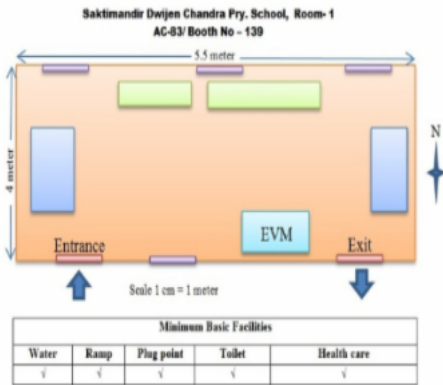 Saktimandir Dwijen Chandra Pry. School, Room- 1
AC-83/ Booth No – 139
5.5 meter
4 meter
N
EVM
Entrance
Exit
Scale 1 cm = 1 meter
Minimum Basic Facilities
Water Ramp Plug point Toilet Health care
√ √ √ √ √